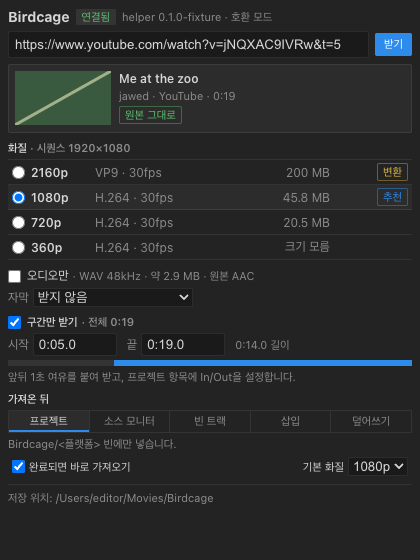 Birdcage 연결됨 helper 0.1.0-fixture · 호환 모드
https://www.youtube.com/watch?v=jNQXAC9IVRw&t=5 받기
Me at the zoo
jawed · YouTube · 0:19
원본 그대로
화질 · 시퀀스 1920×1080
2160p VP9 · 30fps 200 MB 변환
1080p H.264 · 30fps 45.8 MB 추천
720p H.264 · 30fps 20.5 MB
360p H.264 · 30fps 크기 모름
오디오만 · WAV 48kHz · 약 2.9 MB · 원본 AAC
자막 받지 않음
구간만 받기 · 전체 0:19
시작 0:05.0 끝 0:19.0 0:14.0 길이
앞뒤 1초 여유를 붙여 받고, 프로젝트 항목에 In/Out을 설정합니다.
가져온 뒤
프로젝트 소스 모니터 빈 트랙 삽입 덮어쓰기
Birdcage/<플랫폼> 빈에만 넣습니다.
완료되면 바로 가져오기 기본 화질 1080p
저장 위치: /Users/editor/Movies/Birdcage